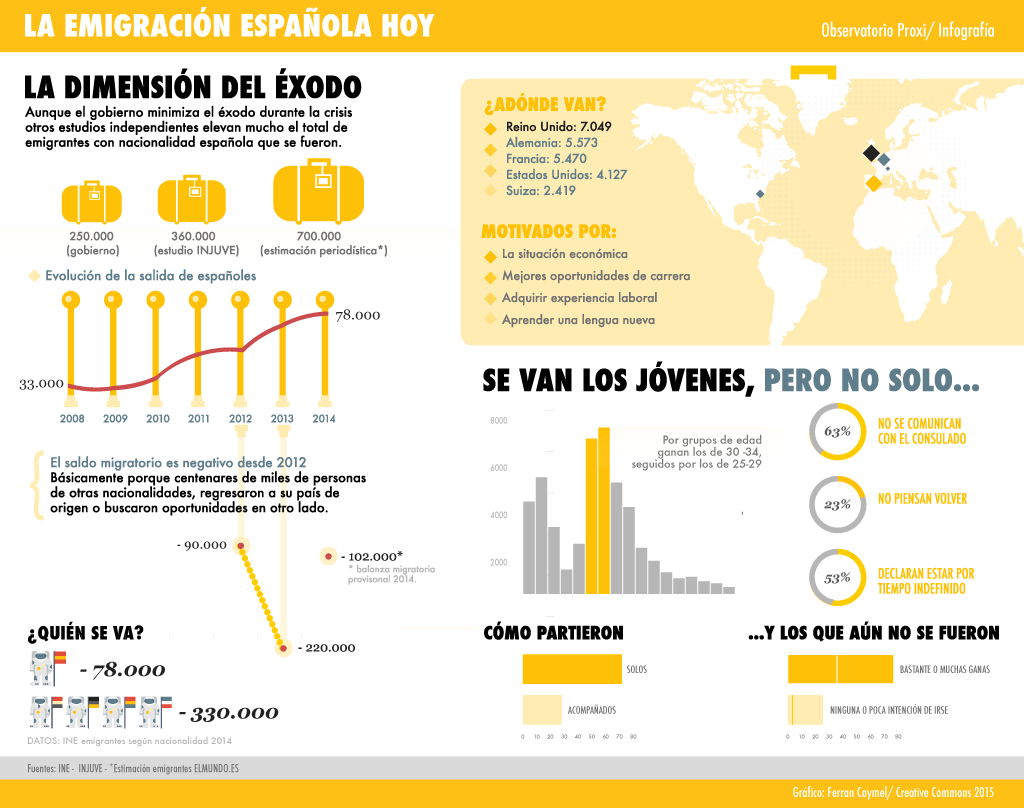 LA EMIGRACIÓN ESPAÑOLA HOY
Observatorio Proxi/ Infografía
LA DIMENSIÓN DEL ÉXODO
Aunque el gobierno minimiza el éxodo durante la crisis
otros estudios independientes elevan mucho el total de
emigrantes con nacionalidad española que se fueron.
250.000
(gobierno)
360.000
(estudio INJUVE)
700.000
(estimación periodística*)
Evolución de la salida de españoles
78.000
33.000
2008 2009 2010 2011 2012 2013 2014
El saldo migratorio es negativo desde 2012
Básicamente porque centenares de miles de personas
de otras nacionalidades, regresaron a su país de
origen o buscaron oportunidades en otro lado.
- 90.000
- 102.000*
* balanza migratoria
provisonal 2014.
- 220.000
¿QUIÉN SE VA?
- 78.000
- 330.000
DATOS: INE emigrantes según nacionalidad 2014
¿ADÓNDE VAN?
Reino Unido: 7.049
Alemania: 5.573
Francia: 5.470
Estados Unidos: 4.127
Suiza: 2.419
MOTIVADOS POR:
La situación económica
Mejores oportunidades de carrera
Adquirir experiencia laboral
Aprender una lengua nueva
SE VAN LOS JÓVENES, PERO NO SOLO...
8000
6000
4000
2000
Por grupos de edad
ganan los de 30 -34,
seguidos por los de 25-29
63%
NO SE COMUNICAN
CON EL CONSULADO
23%
NO PIENSAN VOLVER
53%
DECLARAN ESTAR POR
TIEMPO INDEFINIDO
CÓMO PARTIERON
SOLOS
ACOMPAÑADOS
0 10 20 30 40 50 60 70 80
...Y LOS QUE AÚN NO SE FUERON
BASTANTE O MUCHAS GANAS
NINGUNA O POCA INTENCIÓN DE IRSE
0 10 20 30 40 50 60 70 80
Fuentes: INE - INJUVE - *Estimación emigrantes ELMUNDO.ES
Gráfico: Ferran Caymel/ Creative Commons 2015